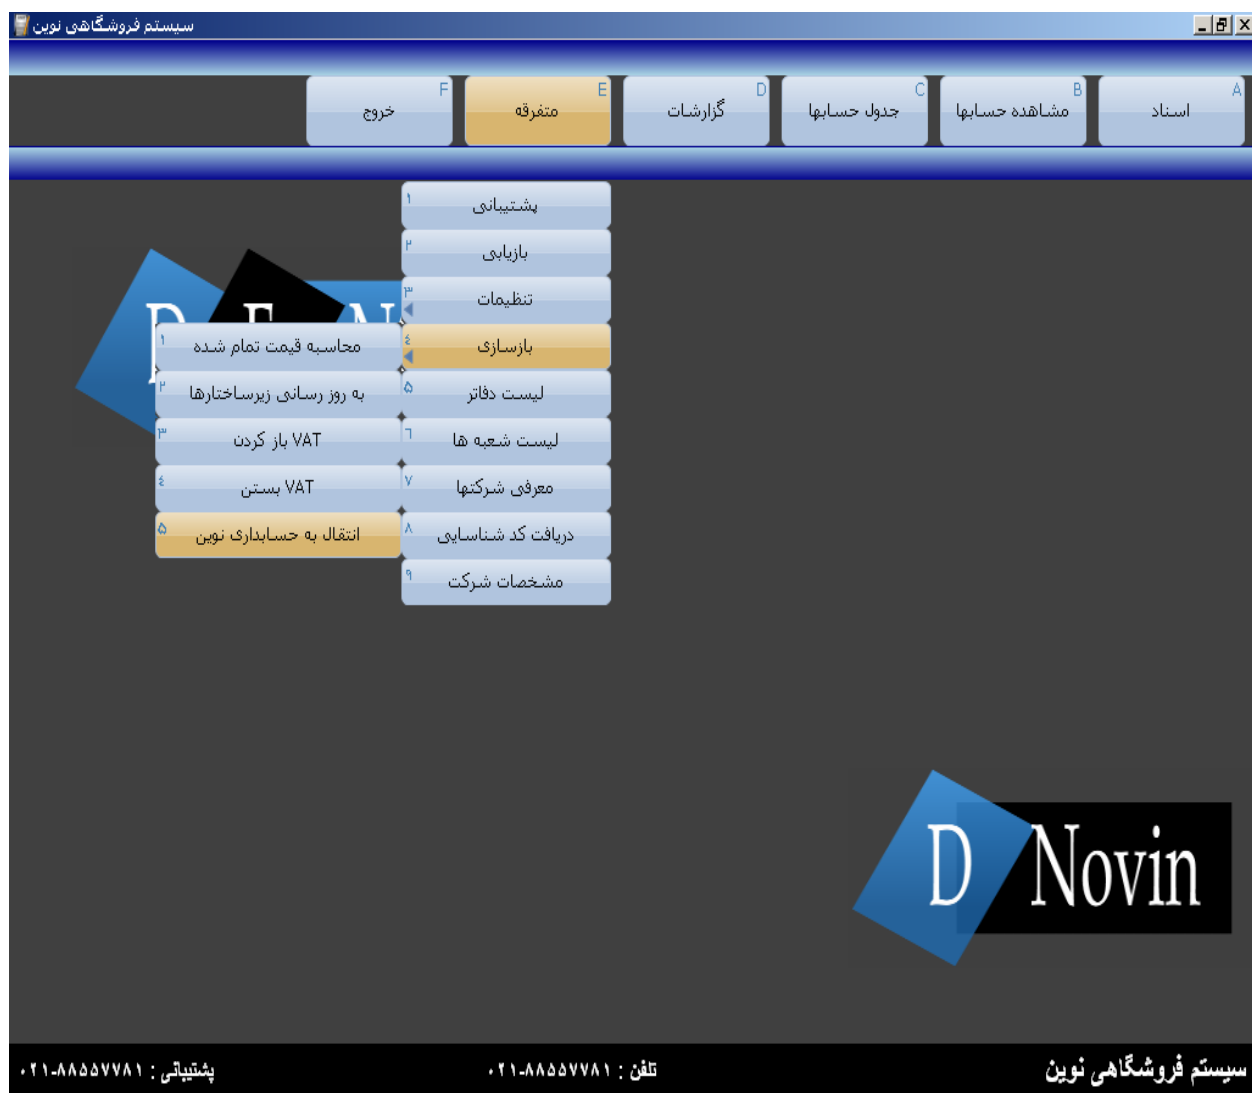 سیستم فروشگاهی نوین
A اسناد
B مشاهده حسابها
C جدول حسابها
D گزارشات
E متفرقه
F خروج
۱ پشتیبانی
۲ بازیابی
۳ تنظیمات
٤ بازسازی
۵ لیست دفاتر
٦ لیست شعبه ها
۷ معرفی شرکتها
۸ دریافت کد شناسایی
۹ مشخصات شرکت
۱ محاسبه قیمت تمام شده
۲ به روز رسانی زیرساختارها
۳ VAT باز کردن
٤ VAT بستن
۵ انتقال به حسابداری نوین
D Novin
سیستم فروشگاهی نوین
تلفن : ۰۲۱-۸۸۵۵۷۷۸۱
پشتیبانی : ۰۲۱-۸۸۵۵۷۷۸۱